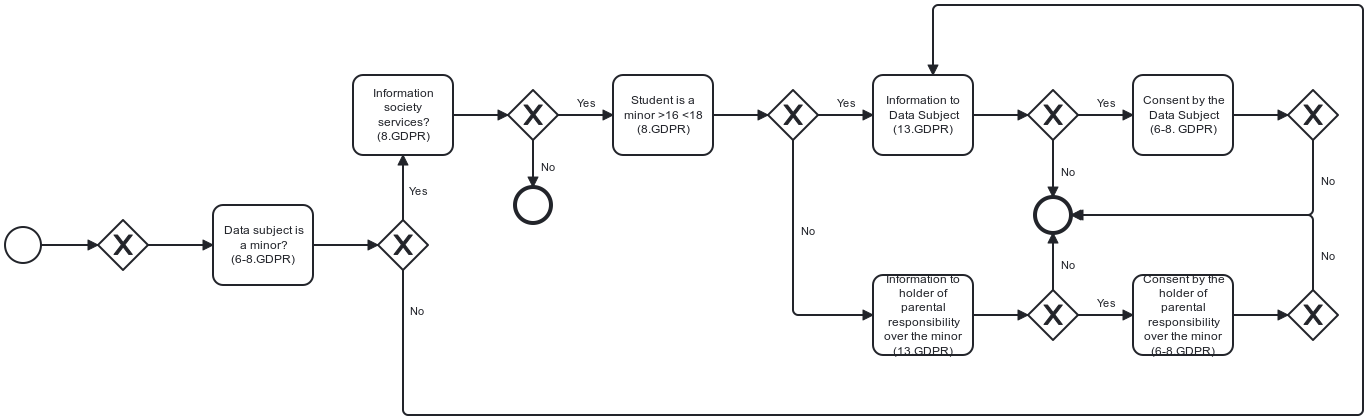 Information
society
services?
(8.GDPR)
Yes
No
Student is a
minor >16 <18
(8.GDPR)
Yes
No
Information to
Data Subject
(13.GDPR)
Yes
No
Consent by the
Data Subject
(6-8. GDPR)
No
Data subject is
a minor?
(6-8.GDPR)
Yes
No
Information to
holder of
parental
responsibility
over the minor
(13.GDPR)
No
Yes
Consent by the
holder of
parental
responsibility
over the minor
(6-8.GDPR)
No